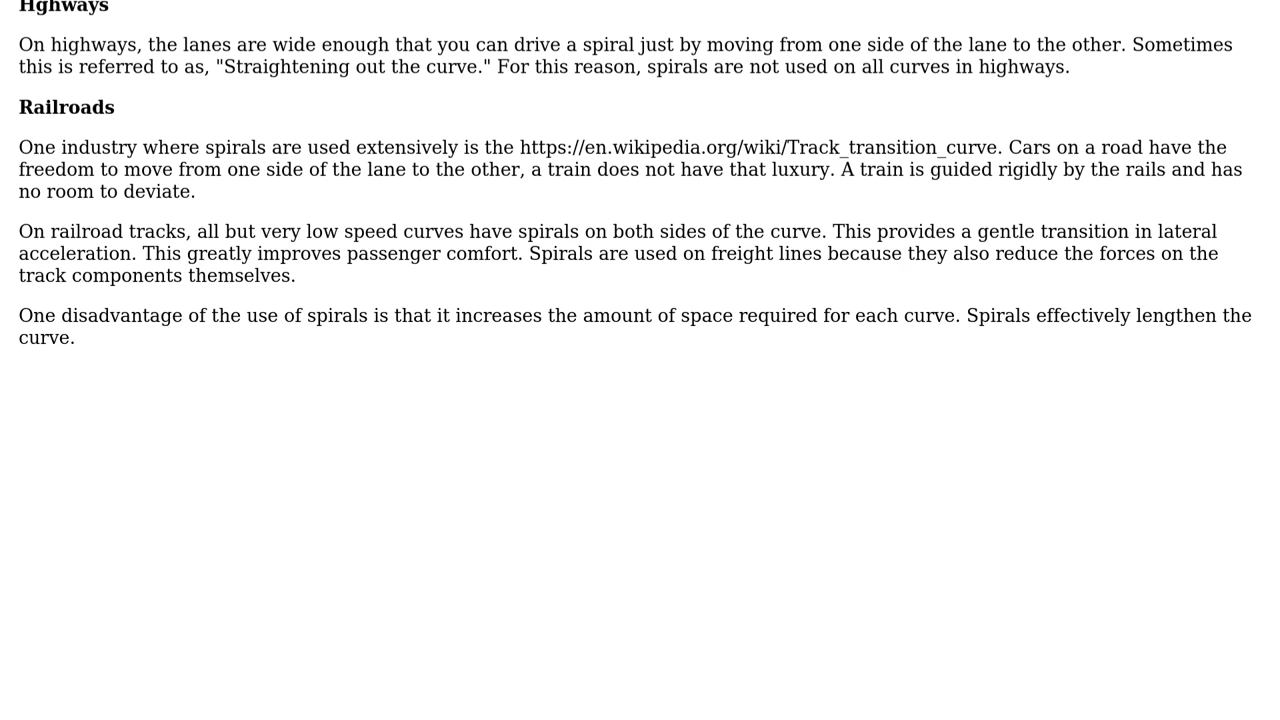 Hghways
On highways, the lanes are wide enough that you can drive a spiral just by moving from one side of the lane to the other. Sometimes
this is referred to as, "Straightening out the curve." For this reason, spirals are not used on all curves in highways.
Railroads
One industry where spirals are used extensively is the https://en.wikipedia.org/wiki/Track_transition_curve. Cars on a road have the
freedom to move from one side of the lane to the other, a train does not have that luxury. A train is guided rigidly by the rails and has
no room to deviate.
On railroad tracks, all but very low speed curves have spirals on both sides of the curve. This provides a gentle transition in lateral
acceleration. This greatly improves passenger comfort. Spirals are used on freight lines because they also reduce the forces on the
track components themselves.
One disadvantage of the use of spirals is that it increases the amount of space required for each curve. Spirals effectively lengthen the
curve.